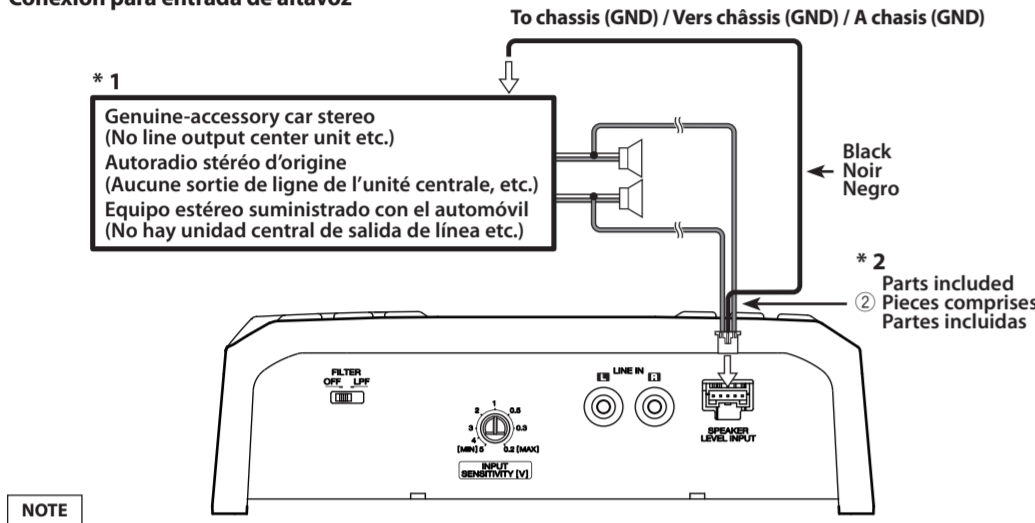 Conexión para entrada de altavoz
To chassis (GND) / Vers châssis (GND) / A chasis (GND)
* 1
Genuine-accessory car stereo
(No line output center unit etc.)
Autoradio stéréo d'origine
(Aucune sortie de ligne de l'unité centrale, etc.)
Equipo estéreo suministrado con el automóvil
(No hay unidad central de salida de línea etc.)
Black
Noir
Negro
* 2
Parts included
② Pieces comprises
Partes incluidas
FILTER
OFF LPF
2 1 0.5
3 0.3
4
[MIN] 5 0.2 [MAX]
INPUT
SENSITIVITY [V]
L LINE IN R
SPEAKER
LEVEL INPUT
NOTE